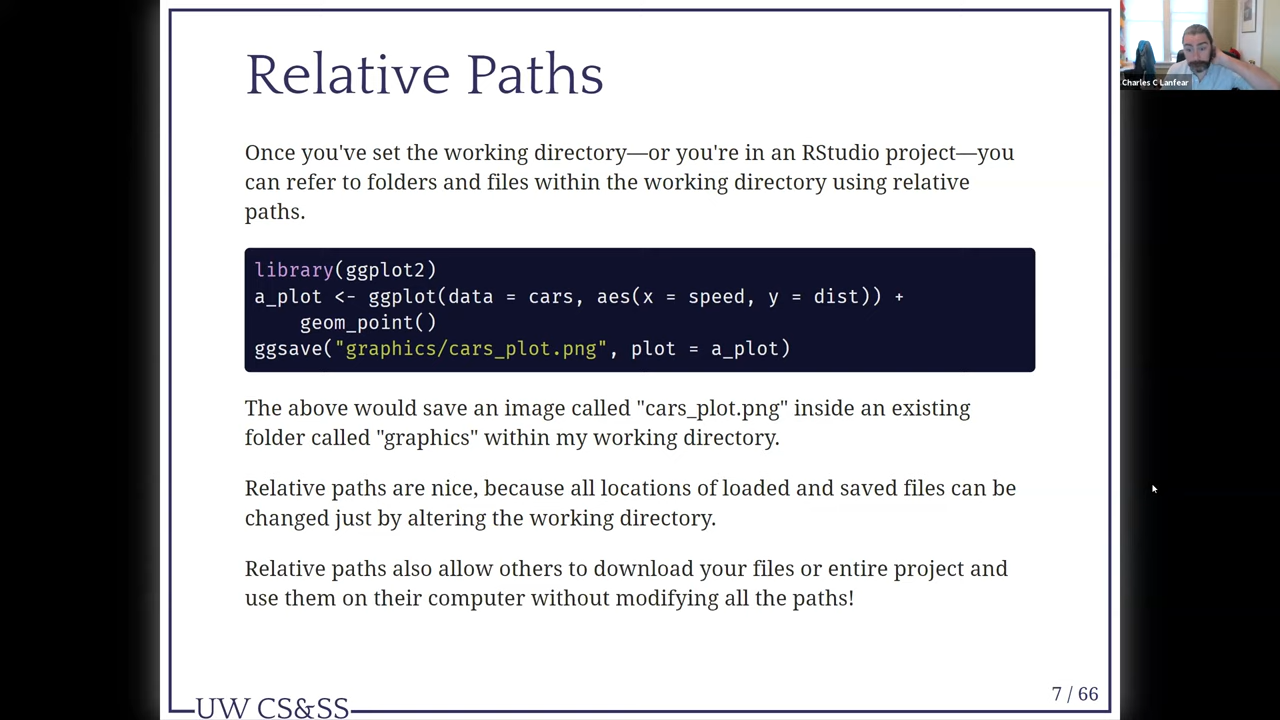 Relative Paths
Charles C Lanfear
Once you've set the working directory—or you're in an RStudio project—you
can refer to folders and files within the working directory using relative
paths.
library(ggplot2)
a_plot <- ggplot(data = cars, aes(x = speed, y = dist)) +
    geom_point()
ggsave("graphics/cars_plot.png", plot = a_plot)
The above would save an image called "cars_plot.png" inside an existing
folder called "graphics" within my working directory.
Relative paths are nice, because all locations of loaded and saved files can be
changed just by altering the working directory.
Relative paths also allow others to download your files or entire project and
use them on their computer without modifying all the paths!
7 / 66
UW CS&SS